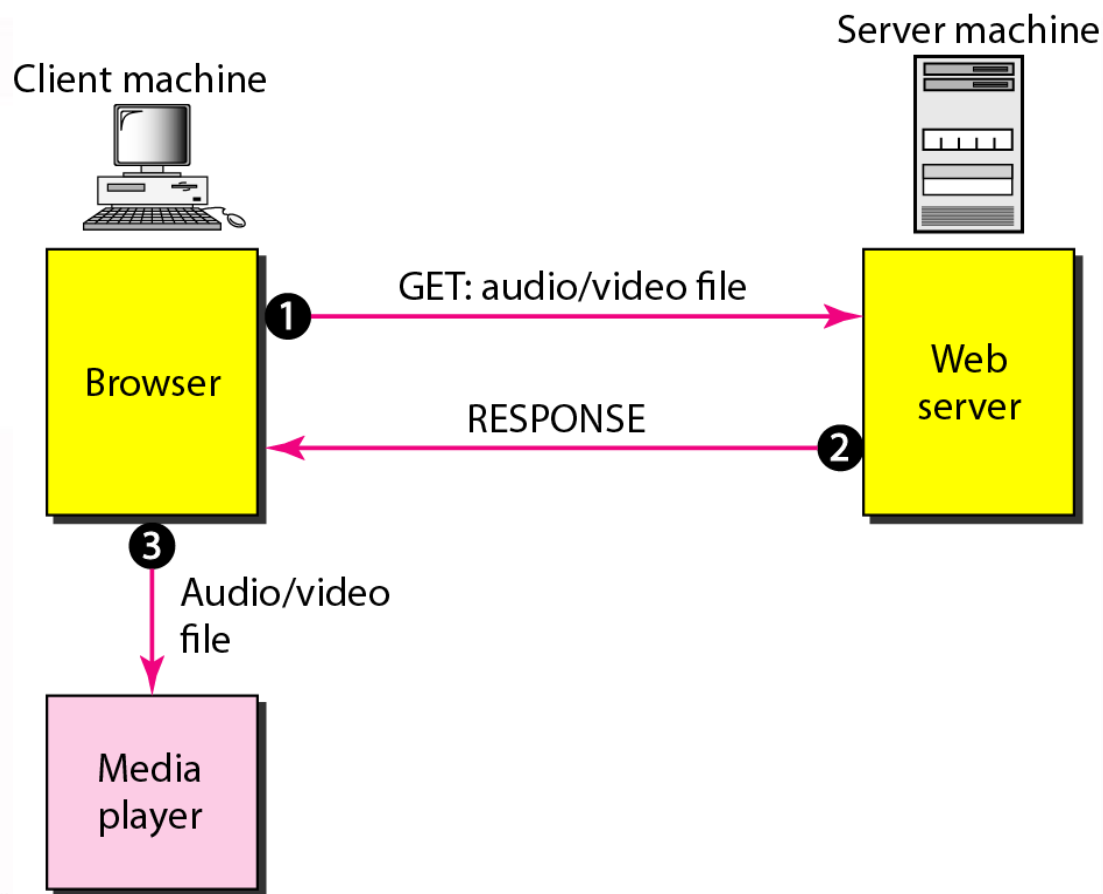 Server machine
Client machine
1
GET: audio/video file
Browser
Web
server
RESPONSE
2
3
Audio/video
file
Media
player